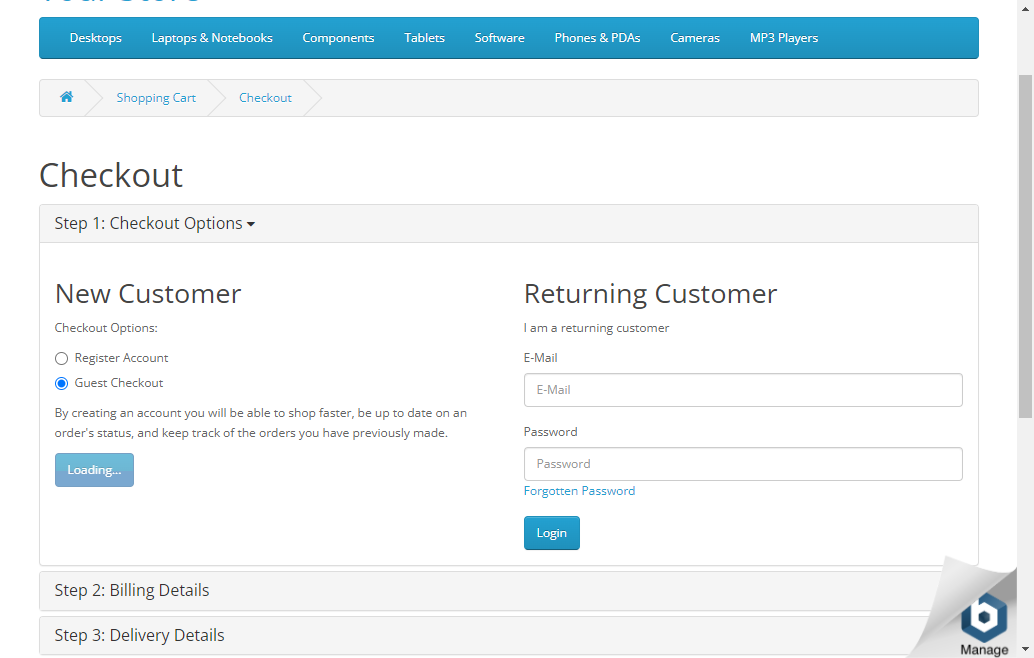 Your Store
Desktops Laptops & Notebooks Components Tablets Software Phones & PDAs Cameras MP3 Players
Shopping Cart Checkout
Checkout
Step 1: Checkout Options
New Customer
Checkout Options:
Register Account
Guest Checkout
By creating an account you will be able to shop faster, be up to date on an
order's status, and keep track of the orders you have previously made.
Loading...
Returning Customer
I am a returning customer
E-Mail
E-Mail
Password
Password
Forgotten Password
Login
Step 2: Billing Details
Step 3: Delivery Details
Manage